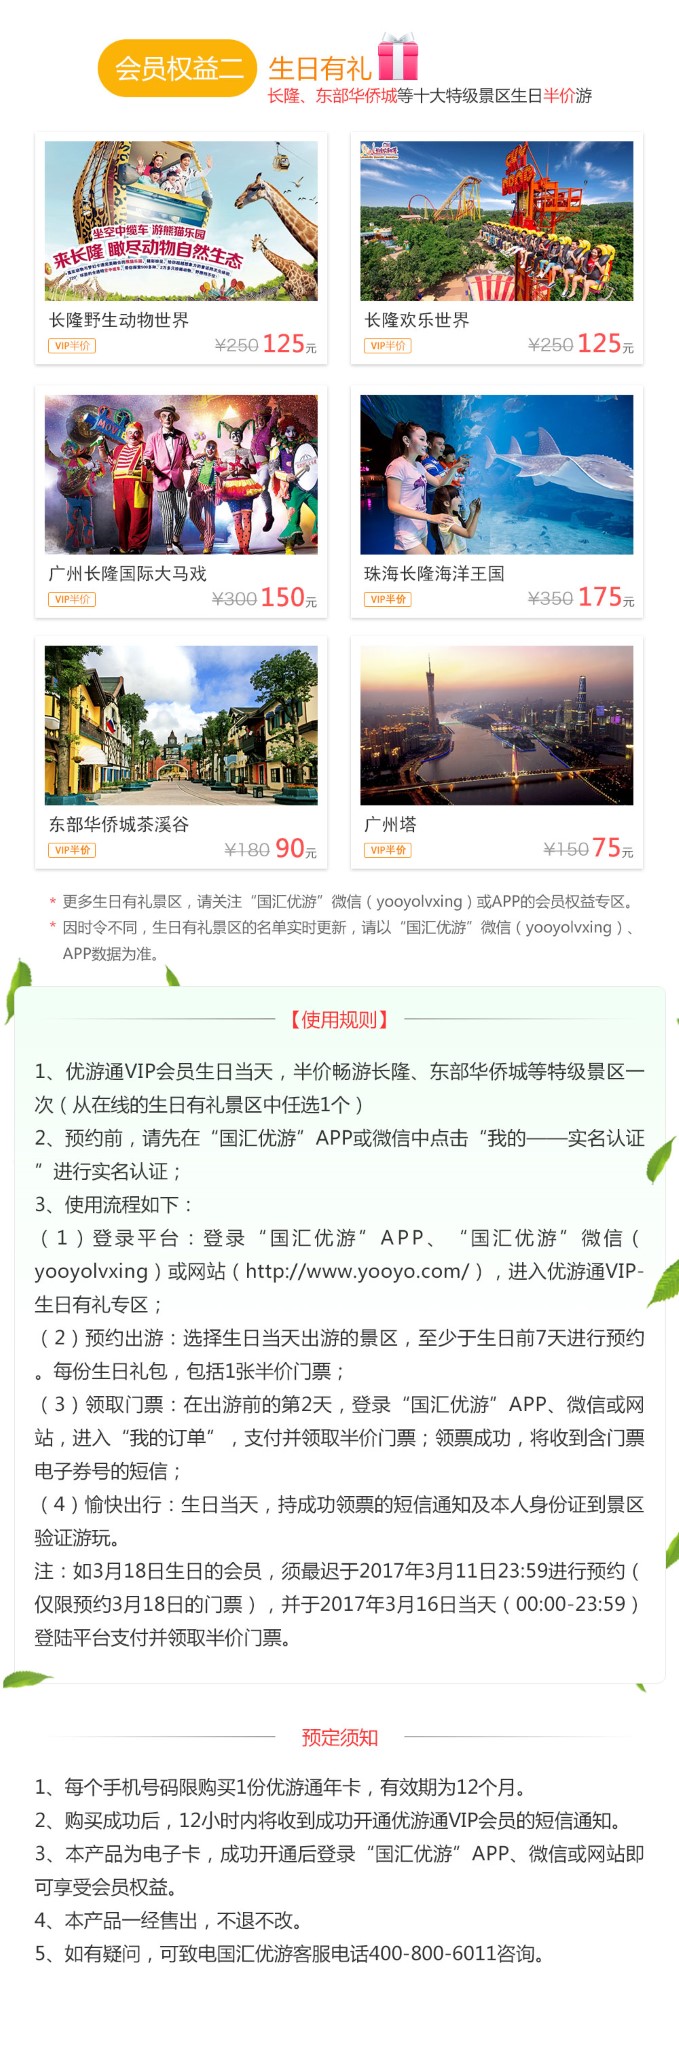 会员权益二 生日有礼
长隆、东部华侨城等十大特级景区生日半价游
坐空中缆车 游熊猫乐园
来长隆 瞰尽动物自然生态
长隆野生动物世界
VIP半价 ¥250 125元
长隆欢乐世界
VIP半价 ¥250 125元
MOVIE
广州长隆国际大马戏
VIP半价 ¥300 150元
珠海长隆海洋王国
VIP半价 ¥350 175元
东部华侨城茶溪谷
VIP半价 ¥180 90元
广州塔
VIP半价 ¥150 75元
* 更多生日有礼景区，请关注“国汇优游”微信（yooyolvxing）或APP的会员权益专区。
* 因时令不同，生日有礼景区的名单实时更新，请以“国汇优游”微信（yooyolvxing）、
APP数据为准。
【使用规则】
1、优游通VIP会员生日当天，半价畅游长隆、东部华侨城等特级景区一
次（从在线的生日有礼景区中任选1个）
2、预约前，请先在“国汇优游”APP或微信中点击“我的——实名认证
”进行实名认证；
3、使用流程如下：
（1）登录平台：登录“国汇优游”APP、“国汇优游”微信（
yooyolvxing）或网站（http://www.yooyo.com/），进入优游通VIP-
生日有礼专区；
（2）预约出游：选择生日当天出游的景区，至少于生日前7天进行预约
。每份生日礼包，包括1张半价门票；
（3）领取门票：在出游前的第2天，登录“国汇优游”APP、微信或网
站，进入“我的订单”，支付并领取半价门票；领票成功，将收到含门票
电子券号的短信；
（4）愉快出行：生日当天，持成功领票的短信通知及本人身份证到景区
验证游玩。
注：如3月18日生日的会员，须最迟于2017年3月11日23:59进行预约（
仅限预约3月18日的门票），并于2017年3月16日当天（00:00-23:59）
登陆平台支付并领取半价门票。
预定须知
1、每个手机号码限购买1份优游通年卡，有效期为12个月。
2、购买成功后，12小时内将收到成功开通优游通VIP会员的短信通知。
3、本产品为电子卡，成功开通后登录“国汇优游”APP、微信或网站即
可享受会员权益。
4、本产品一经售出，不退不改。
5、如有疑问，可致电国汇优游客服电话400-800-6011咨询。